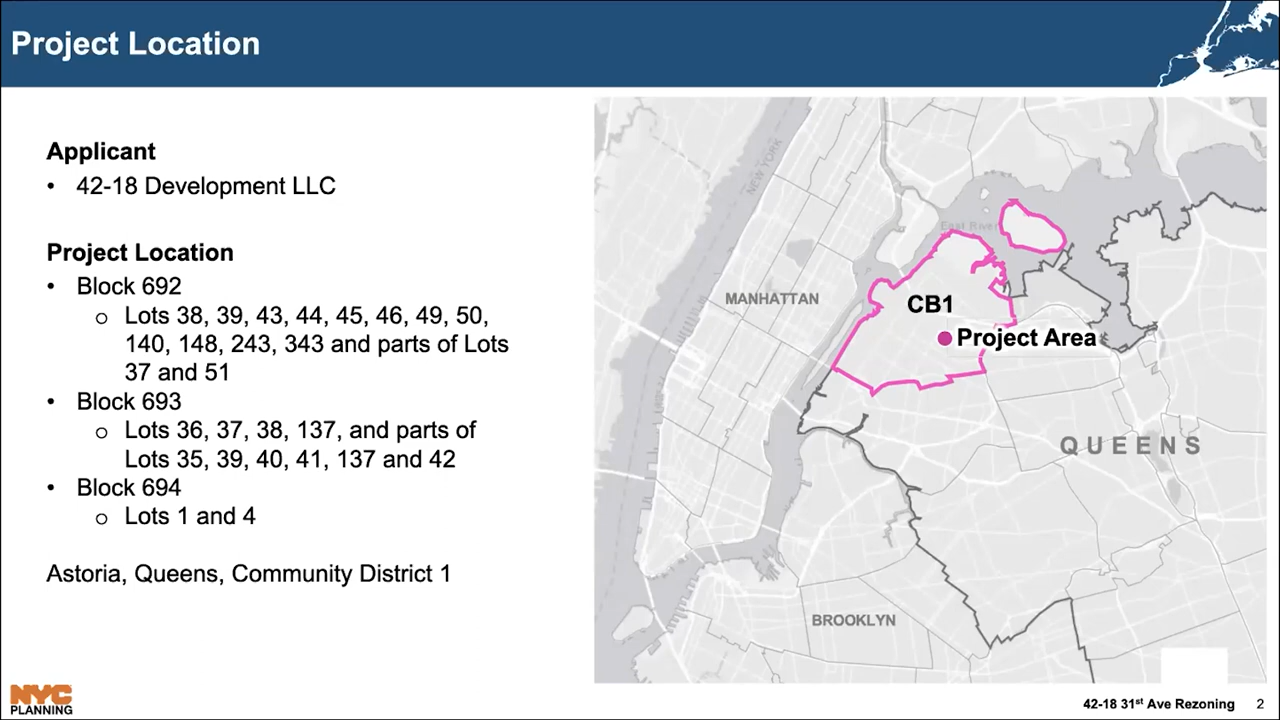 Project Location
Applicant
• 42-18 Development LLC
Project Location
• Block 692
o Lots 38, 39, 43, 44, 45, 46, 49, 50,
140, 148, 243, 343 and parts of Lots
37 and 51
• Block 693
o Lots 36, 37, 38, 137, and parts of
Lots 35, 39, 40, 41, 137 and 42
• Block 694
o Lots 1 and 4
Astoria, Queens, Community District 1
NEW YORK
East River
MANHATTAN
CB1
Project Area
QUEENS
BROOKLYN
NYC
PLANNING
42-18 31st Ave Rezoning 2